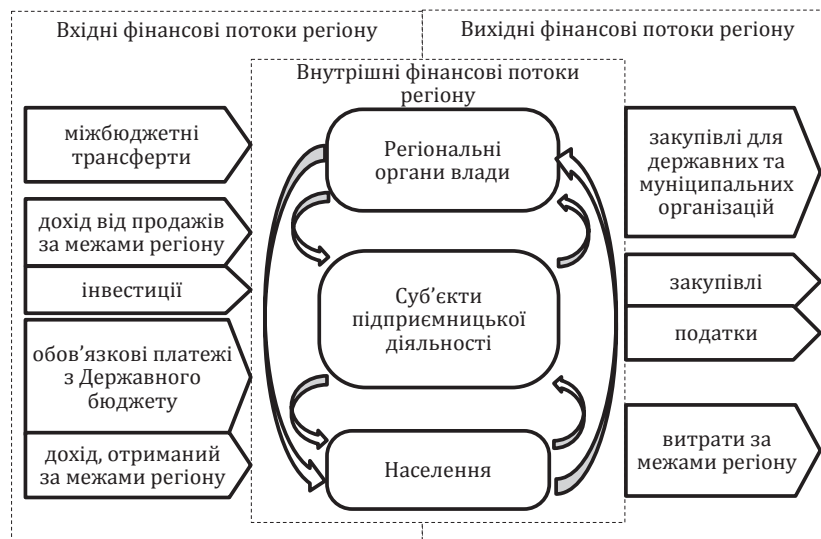 Вхідні фінансові потоки регіону
Вихідні фінансові потоки регіону
Внутрішні фінансові потоки
регіону
міжбюджетні
трансферти
дохід від продажів
за межами регіону
інвестиції
обов’язкові платежі
з Державного
бюджету
дохід, отриманий
за межами регіону
Регіональні
органи влади
Суб’єкти
підприємницької
діяльності
Населення
закупівлі для
державних та
муніципальних
організацій
закупівлі
податки
витрати за
межами регіону